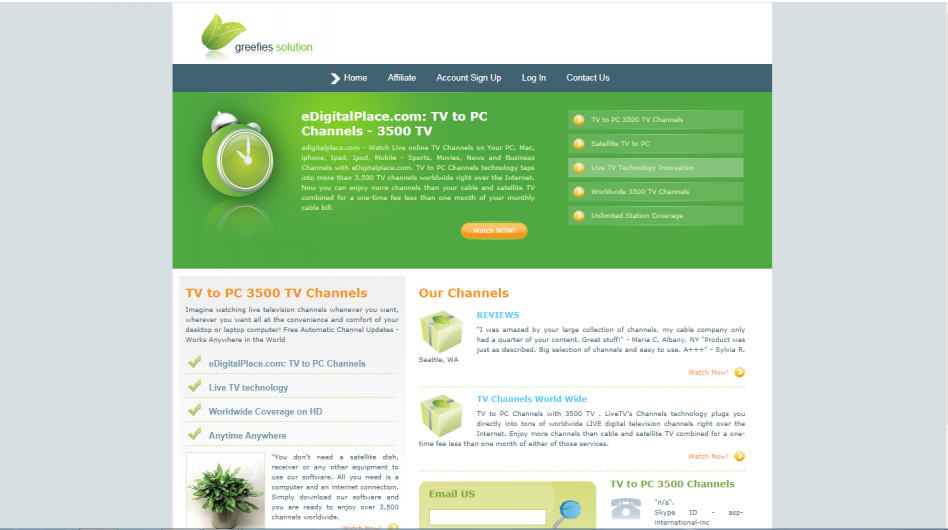 greefies solution
Home Affiliate Account Sign Up Log In Contact Us
eDigitalPlace.com: TV to PC
Channels - 3500 TV
edigitalplace.com - Watch Live online TV Channels on Your PC, Mac,
iphone, Ipad, Ipod, Mobile - Sports, Movies, News and Business
Channels with eDigitalplace.com. TV to PC Channels technology taps
into more than 3,500 TV channels worldwide right over the Internet.
Now you can enjoy more channels than your cable and satellite TV
combined for a one-time fee less than one month of your monthly
cable bill.
Watch NOW!
TV to PC 3500 TV Channels
Satellite TV to PC
Live TV Technology Innovation
Worldwide 3500 TV Channels
Unlimited Station Coverage
TV to PC 3500 TV Channels
Imagine watching live television channels whenever you want,
wherever you want all at the convenience and comfort of your
desktop or laptop computer! Free Automatic Channel Updates -
Works Anywhere in the World
eDigitalPlace.com: TV to PC Channels
Live TV technology
Worldwide Coverage on HD
Anytime Anywhere
"You don't need a satellite dish,
receiver or any other equipment to
use our software. All you need is a
computer and an internet connection.
Simply download our software and
you are ready to enjoy over 3,500
channels worldwide.
Watch Now!
Our Channels
REVIEWS
"I was amazed by your large collection of channels, my cable company only
had a quarter of your content. Great stuff!" - Maria C. Albany, NY "Product was
just as described. Big selection of channels and easy to use. A+++" - Sylvia R.
Seattle, WA
Watch Now!
TV Channels World Wide
TV to PC Channels with 3500 TV . LiveTV's Channels technology plugs you
directly into tons of worldwide LIVE digital television channels right over the
Internet. Enjoy more channels than cable and satellite TV combined for a one-
time fee less than one month of either of those services.
Watch Now!
Email US
TV to PC 3500 Channels
"n/a".
Skype ID - asp-
international-inc